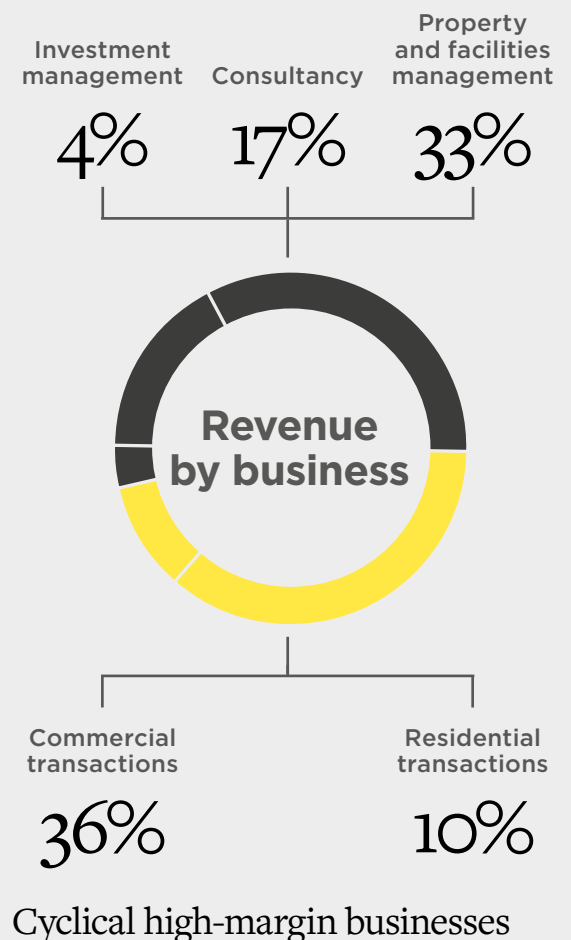 Investment
management
4%
Consultancy
17%
Property
and facilities
management
33%
Revenue
by business
Commercial
transactions
36%
Residential
transactions
10%
Cyclical high-margin businesses